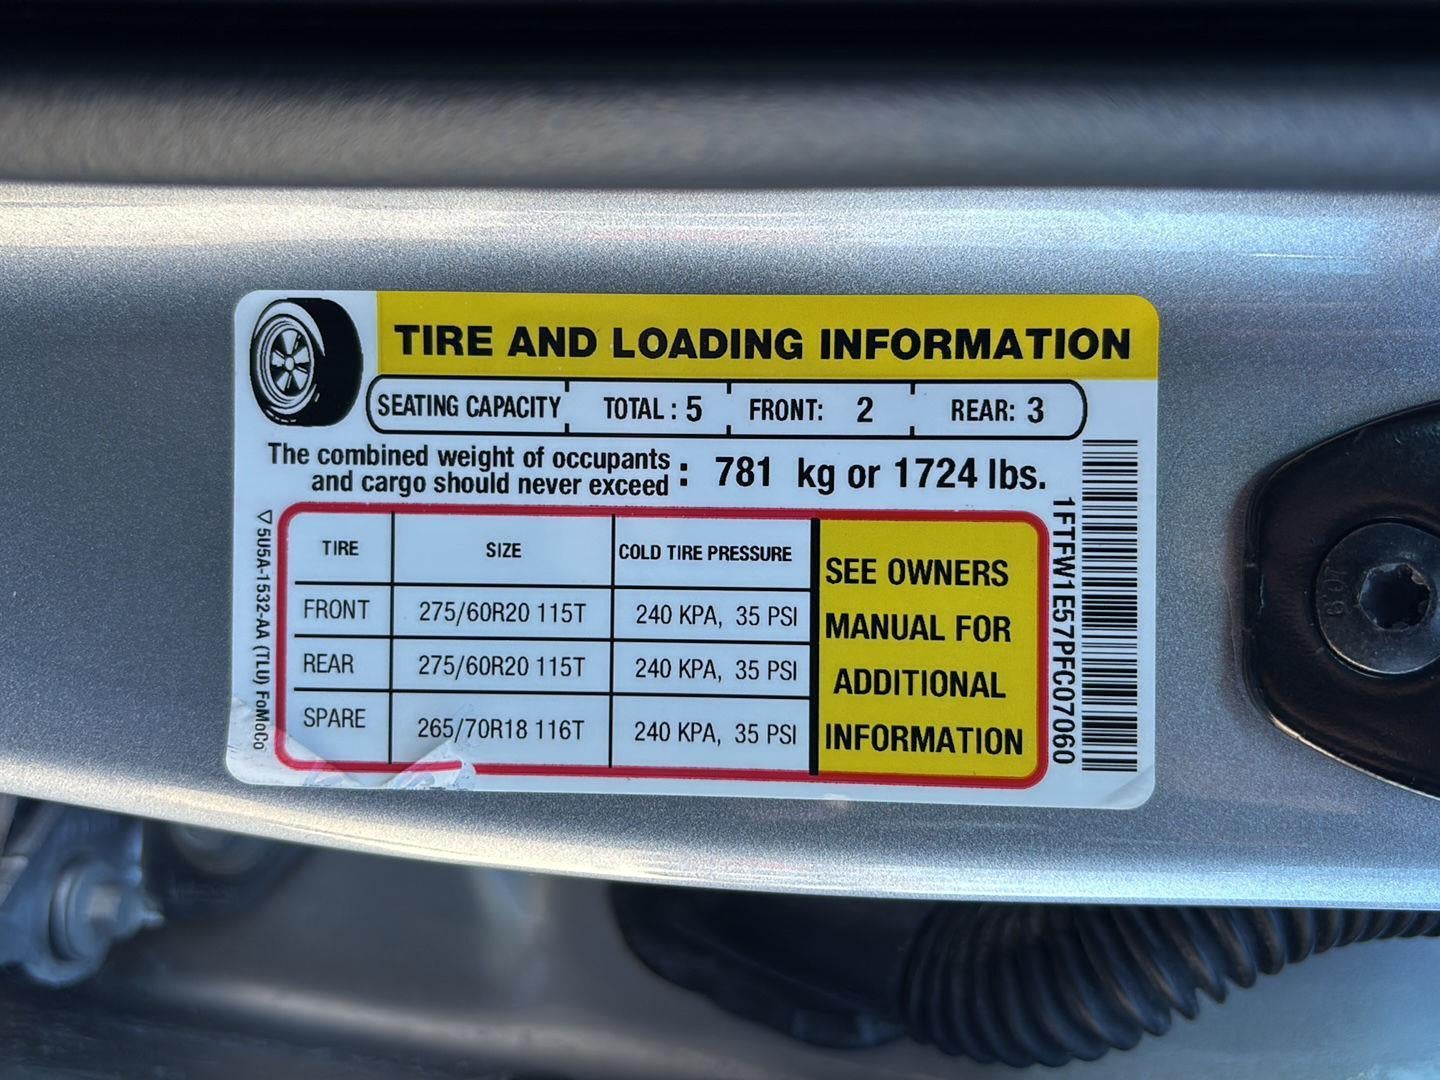 TIRE AND LOADING INFORMATION
SEATING CAPACITY TOTAL : 5 FRONT: 2 REAR: 3
The combined weight of occupants
and cargo should never exceed : 781 kg or 1724 lbs.
TIRE SIZE COLD TIRE PRESSURE
FRONT 275/60R20 115T 240 KPA, 35 PSI
REAR 275/60R20 115T 240 KPA, 35 PSI
SPARE 265/70R18 116T 240 KPA, 35 PSI
SEE OWNERS
MANUAL FOR
ADDITIONAL
INFORMATION
5U5A-1532-AA (TLU) FoMoCo
1FTFW1E57PFC07060
10.9